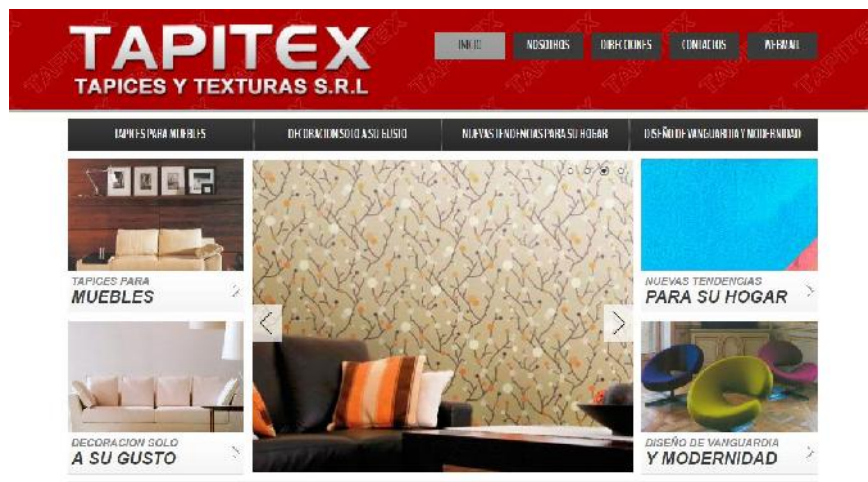 TAPITEX
TAPICES Y TEXTURAS S.R.L
INICIO
NOSOTROS
DIRECCIONES
CONTACTOS
WEBMAIL
TAPICES PARA MUEBLES
DECORACION SOLO A SU GUSTO
NUEVAS TENDENCIAS PARA SU HOGAR
DISEÑO DE VANGUARDIA Y MODERNIDAD
TAPICES PARA
MUEBLES
NUEVAS TENDENCIAS
PARA SU HOGAR
DECORACION SOLO
A SU GUSTO
DISEÑO DE VANGUARDIA
Y MODERNIDAD